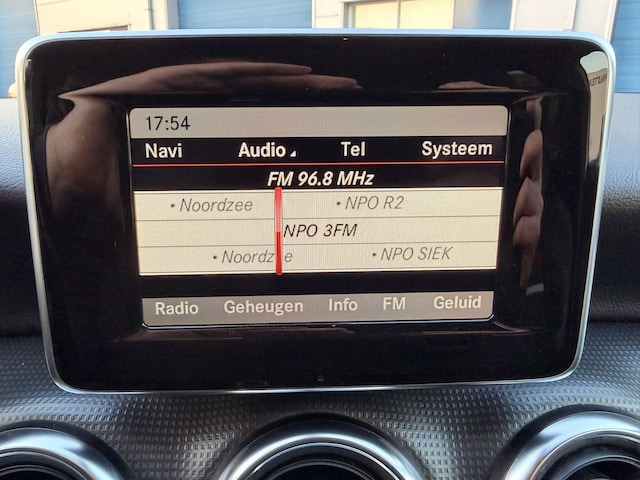 17:54
Navi Audio Tel Systeem
FM 96.8 MHz
• Noordzee • NPO R2
NPO 3FM
• Noordzee • NPO SIEK
Radio Geheugen Info FM Geluid